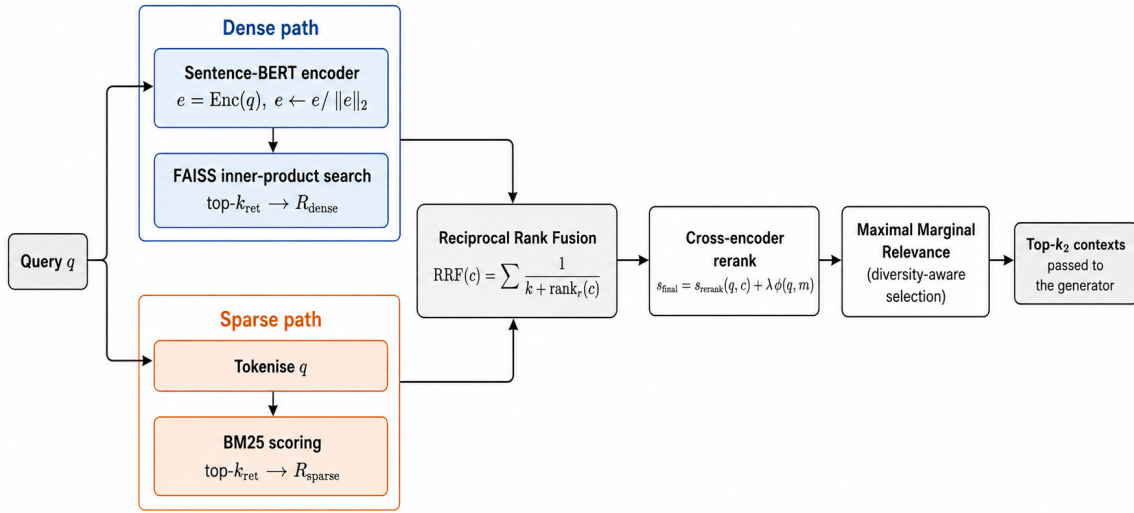 Query q
Dense path
Sentence-BERT encoder
e = Enc(q), e ← e / ∥e∥₂
FAISS inner-product search
top-k_ret → R_dense
Sparse path
Tokenise q
BM25 scoring
top-k_ret → R_sparse
Reciprocal Rank Fusion
RRF(c) = ∑ 1 / (k + rank_r(c))
Cross-encoder
rerank
s_final = s_rerank(q, c) + λ ϕ(q, m)
Maximal Marginal
Relevance
(diversity-aware
selection)
Top-k₂ contexts
passed to
the generator